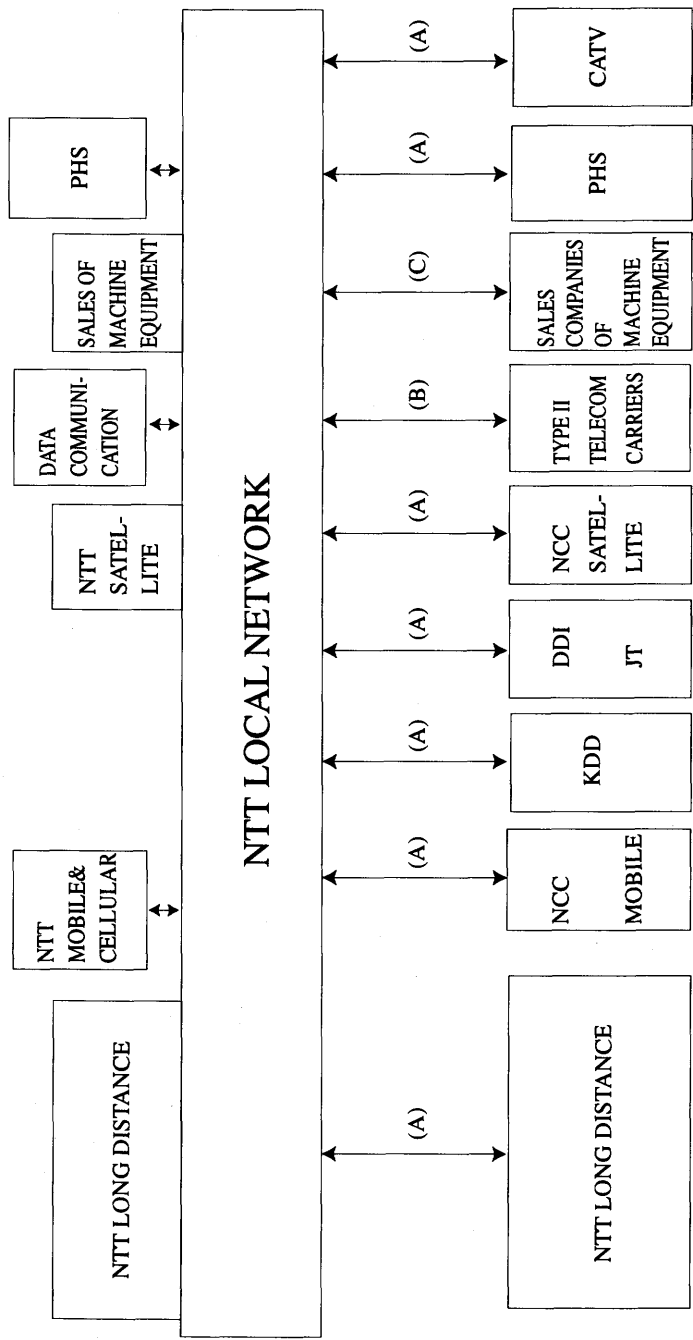 NTT LONG DISTANCE
NTT
MOBILE&
CELLULAR
NTT
SATEL-
LITE
DATA
COMMUNI-
CATION
SALES OF
MACHINE
EQUIPMENT
PHS
NTT LOCAL NETWORK
(A)
(A)
(A)
(A)
(A)
(B)
(C)
(A)
(A)
NTT LONG DISTANCE
NCC
MOBILE
KDD
DDI
JT
NCC
SATEL-
LITE
TYPE II
TELECOM
CARRIERS
SALES
COMPANIES
OF
MACHINE
EQUIPMENT
PHS
CATV